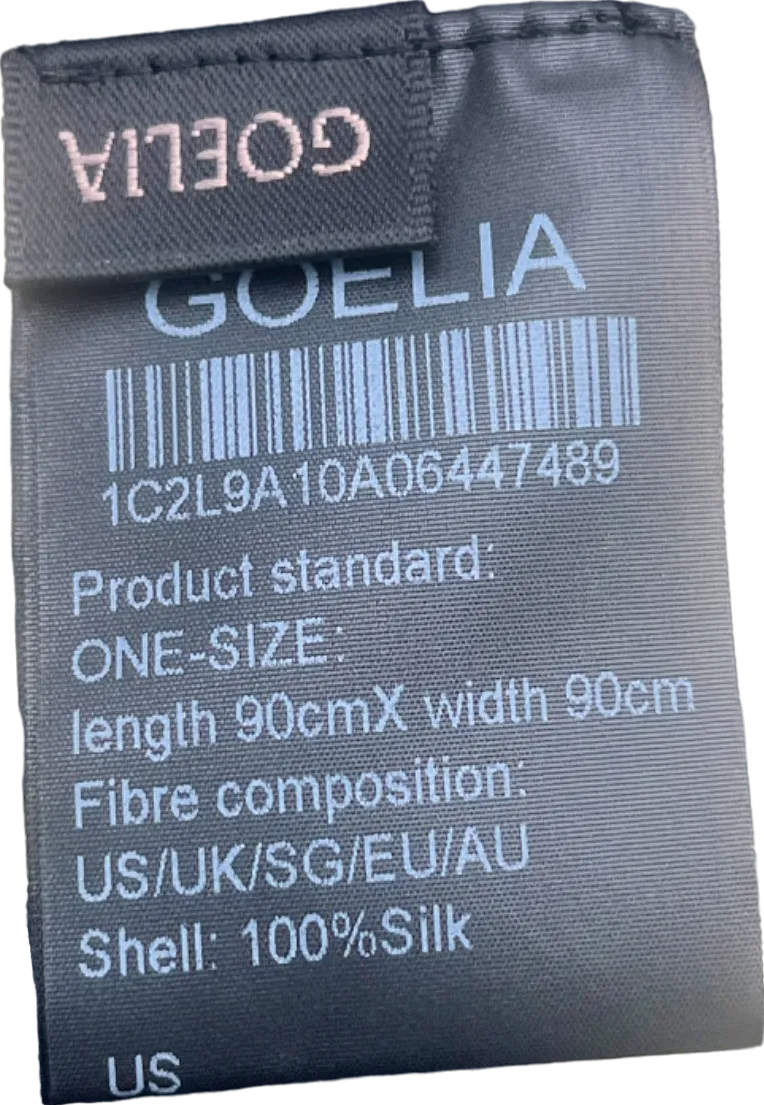 GOELIA
GOELIA
1C2L9A10A06447489
Product standard:
ONE-SIZE:
length 90cmX width 90cm
Fibre composition:
US/UK/SG/EU/AU
Shell: 100%Silk
US